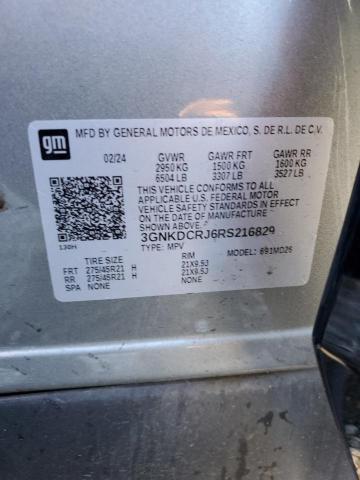 gm
MFD BY GENERAL MOTORS DE MEXICO, S. DE R.L. DE C.V.
02/24 GVWR GAWR FRT GAWR RR
2950 KG 1500 KG 1600 KG
6504 LB 3307 LB 3527 LB
THIS VEHICLE CONFORMS TO ALL
APPLICABLE U.S. FEDERAL MOTOR
VEHICLE SAFETY STANDARDS IN
EFFECT ON THE DATE OF MANUFACTURE
SHOWN ABOVE.
3GNKDCRJ6RS216829
130H TYPE: MPV MODEL: 691MD26
TIRE SIZE RIM
FRT 275/45R21 H 21X9.5J
RR 275/45R21 H 21X9.5J
SPA NONE NONE